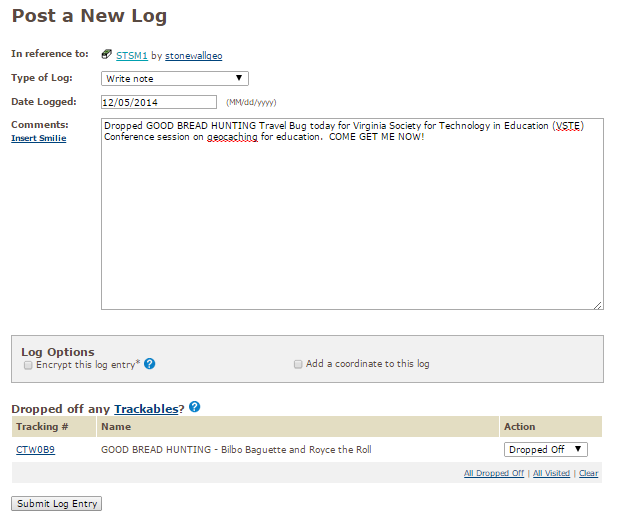 Post a New Log
In reference to: STSM1 by stonewallgeo
Type of Log: Write note
Date Logged: 12/05/2014 (MM/dd/yyyy)
Comments:
Insert Smilie
Dropped GOOD BREAD HUNTING Travel Bug today for Virginia Society for Technology in Education (VSTE)
Conference session on geocaching for education.  COME GET ME NOW!
Log Options
Encrypt this log entry* ? Add a coordinate to this log
Dropped off any Trackables? ?
Tracking # Name Action
CTW0B9 GOOD BREAD HUNTING - Bilbo Baguette and Royce the Roll Dropped Off
All Dropped Off | All Visited | Clear
Submit Log Entry